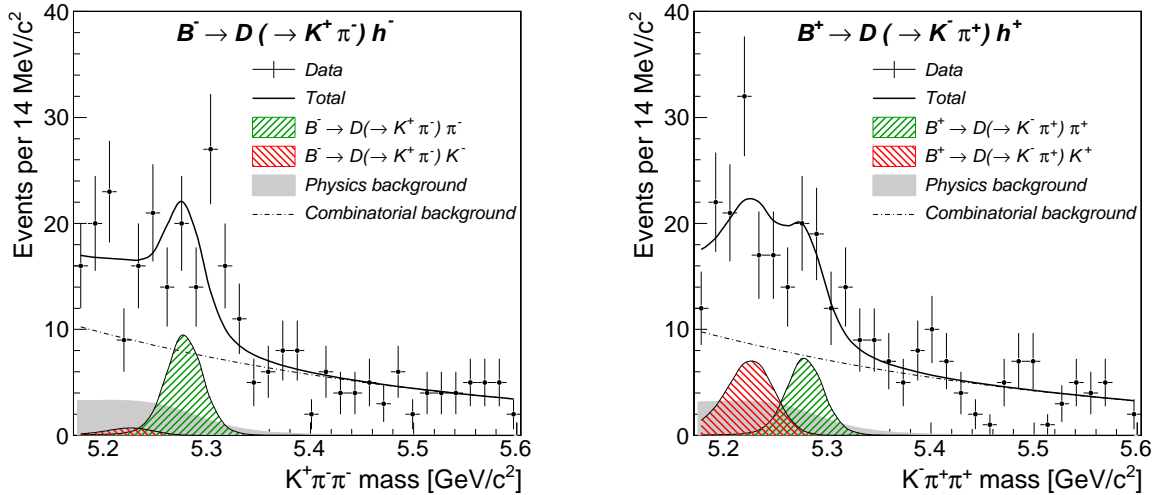 B⁻ → D (→ K⁺ π⁻) h⁻
Data
Total
B⁻ → D(→ K⁺ π⁻) π⁻
B⁻ → D(→ K⁺ π⁻) K⁻
Physics background
Combinatorial background
Events per 14 MeV/c²
40
30
20
10
0
5.2 5.3 5.4 5.5 5.6
K⁺π⁻π⁻ mass [GeV/c²]
B⁺ → D (→ K⁻ π⁺) h⁺
Data
Total
B⁺ → D(→ K⁻ π⁺) π⁺
B⁺ → D(→ K⁻ π⁺) K⁺
Physics background
Combinatorial background
Events per 14 MeV/c²
40
30
20
10
0
5.2 5.3 5.4 5.5 5.6
K⁻π⁺π⁺ mass [GeV/c²]